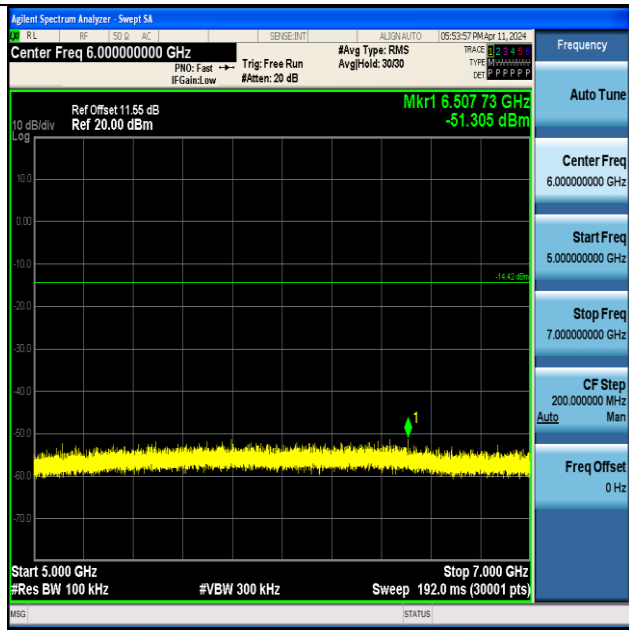 Agilent Spectrum Analyzer - Swept SA
RL RF 50 Ω AC SENSE:INT ALIGN AUTO 05:53:57 PM Apr 11, 2024
Center Freq 6.000000000 GHz
#Avg Type: RMS
TRACE 1 2 3 4 5 6
PNO: Fast
Trig: Free Run
Avg|Hold: 30/30
TYPE
IFGain:Low
#Atten: 20 dB
DET P P P P P P
Mkr1 6.507 73 GHz
-51.305 dBm
Ref Offset 11.55 dB
10 dB/div Ref 20.00 dBm
Log
10.0
0.00
-10.0
-14.42 dBm
-20.0
-30.0
-40.0
1
-50.0
-60.0
-70.0
Start 5.000 GHz Stop 7.000 GHz
#Res BW 100 kHz #VBW 300 kHz Sweep 192.0 ms (30001 pts)
MSG STATUS
Frequency
Auto Tune
Center Freq
6.000000000 GHz
Start Freq
5.000000000 GHz
Stop Freq
7.000000000 GHz
CF Step
200.000000 MHz
Auto Man
Freq Offset
0 Hz